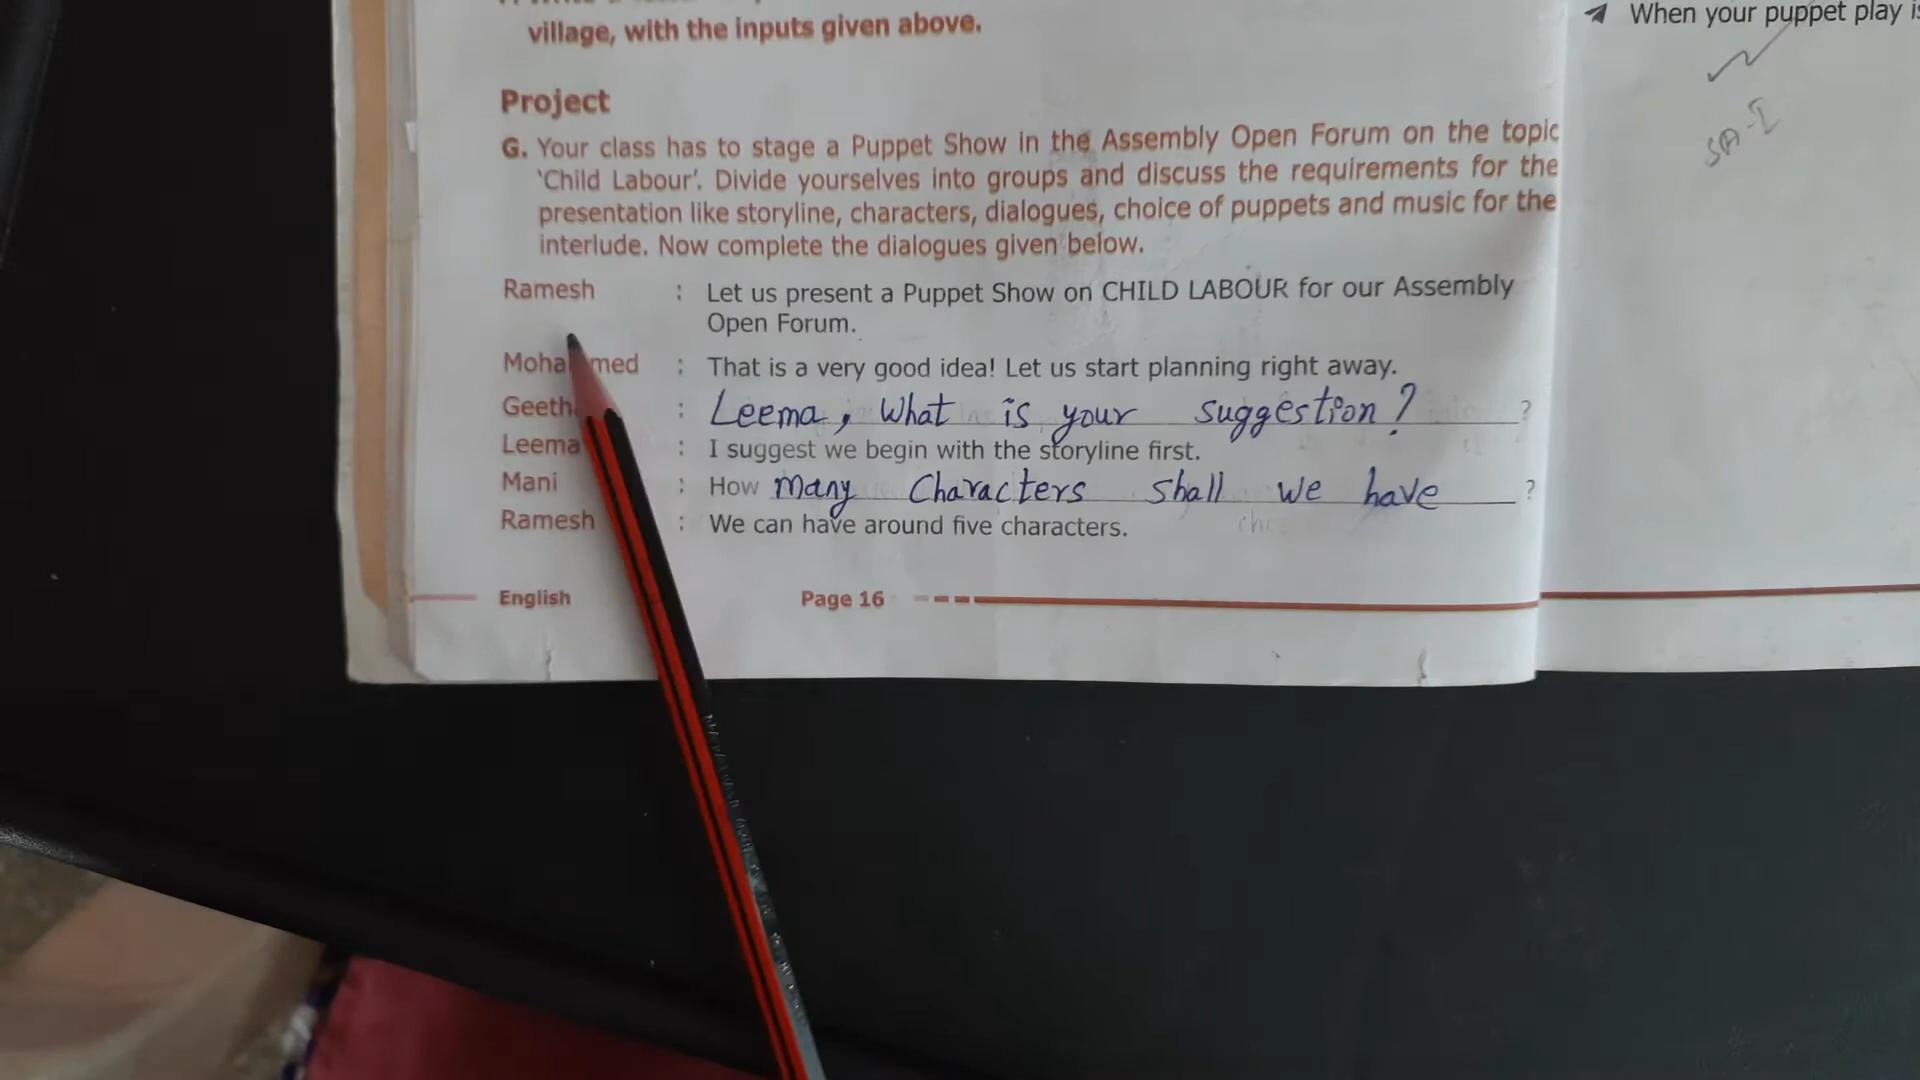 village, with the inputs given above.
When your puppet play
Project
SA-I
G. Your class has to stage a Puppet Show in the Assembly Open Forum on the topic
'Child Labour'. Divide yourselves into groups and discuss the requirements for the
presentation like storyline, characters, dialogues, choice of puppets and music for the
interlude. Now complete the dialogues given below.
Ramesh : Let us present a Puppet Show on CHILD LABOUR for our Assembly
Open Forum.
: That is a very good idea! Let us start planning right away.
: Leema, What is your suggestion? ?
Leema : I suggest we begin with the storyline first.
Mani : How many Characters shall we have ?
Ramesh : We can have around five characters.
English Page 16